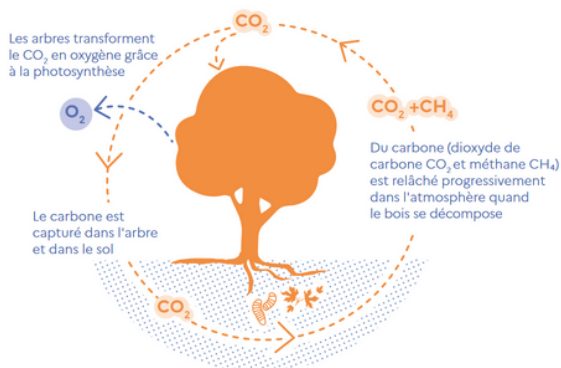 CO₂
Les arbres transforment
le CO₂ en oxygène grâce
à la photosynthèse
O₂
CO₂ +CH₄
Du carbone (dioxyde de
carbone CO₂ et méthane CH₄)
est relâché progressivement
dans l'atmosphère quand
le bois se décompose
Le carbone est
capturé dans l'arbre
et dans le sol
CO₂